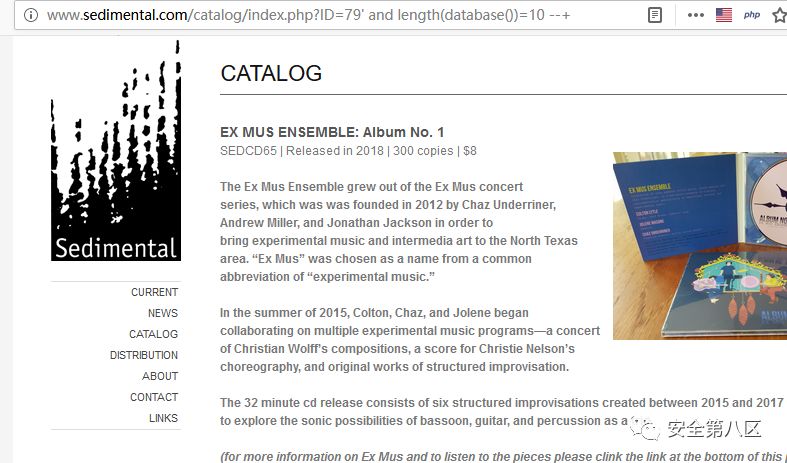 www.sedimental.com/catalog/index.php?ID=79' and length(database())=10 --+
php
CATALOG
EX MUS ENSEMBLE: Album No. 1
SEDCD65 | Released in 2018 | 300 copies | $8
The Ex Mus Ensemble grew out of the Ex Mus concert
series, which was was founded in 2012 by Chaz Underriner,
Andrew Miller, and Jonathan Jackson in order to
bring experimental music and intermedia art to the North Texas
area. “Ex Mus” was chosen as a name from a common
abbreviation of “experimental music.”
In the summer of 2015, Colton, Chaz, and Jolene began
collaborating on multiple experimental music programs—a concert
of Christian Wolff’s compositions, a score for Christie Nelson’s
choreography, and original works of structured improvisation.
The 32 minute cd release consists of six structured improvisations created between 2015 and 2017
to explore the sonic possibilities of bassoon, guitar, and percussion as a
(for more information on Ex Mus and to listen to the pieces please clink the link at the bottom of this
Sedimental
CURRENT
NEWS
CATALOG
DISTRIBUTION
ABOUT
CONTACT
LINKS
EX MUS ENSEMBLE
COLTON LYTLE
CHAZ UNDERRINER
ALBUM NO
ALBUM
安全第八区